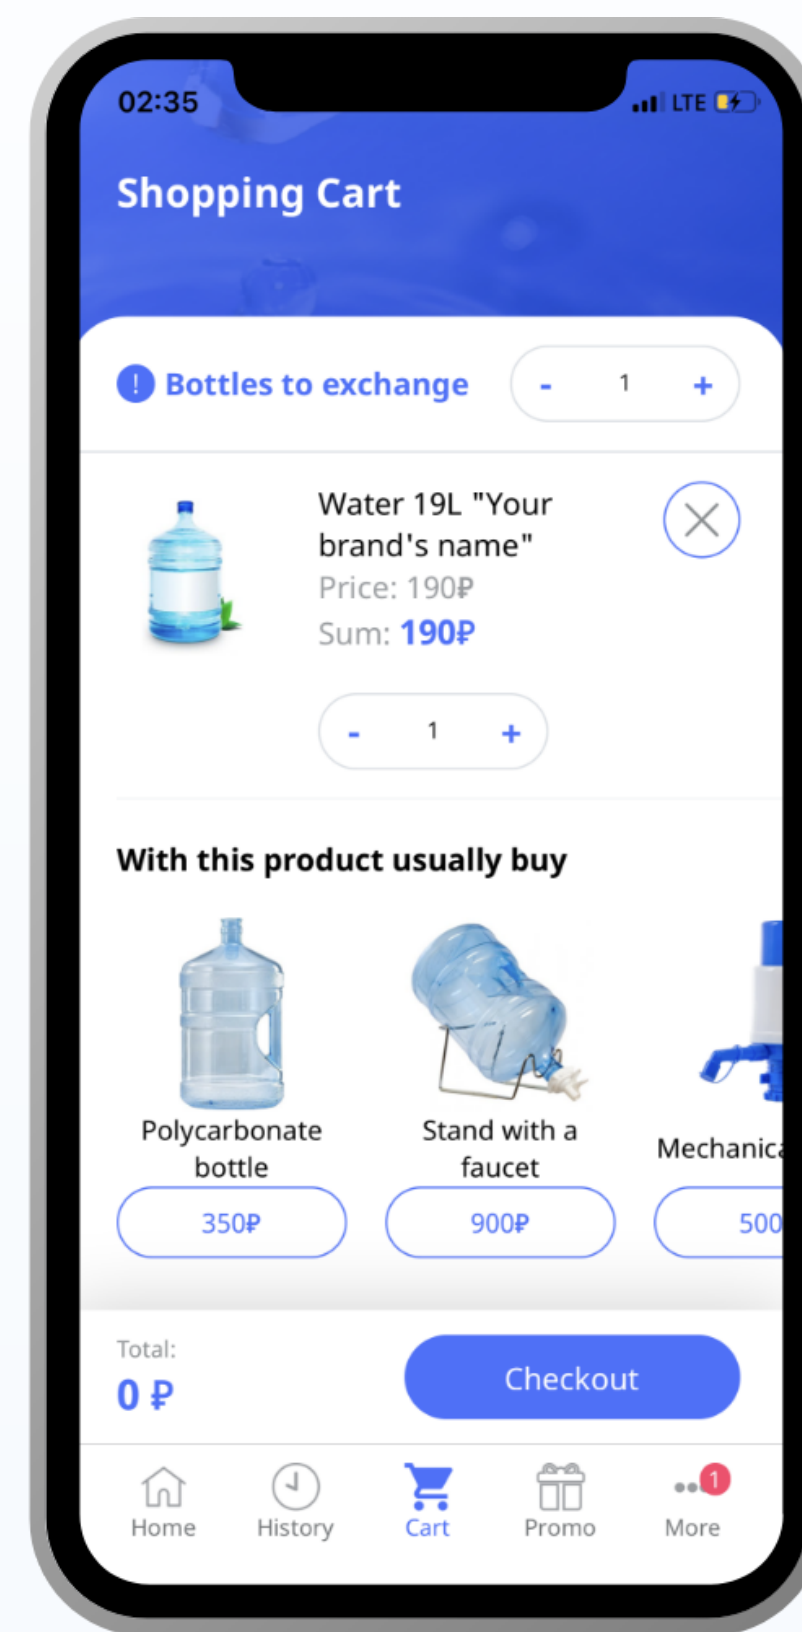 02:35
LTE
Shopping Cart
! Bottles to exchange
- 1 +
Water 19L "Your
brand's name"
Price: 190₽
Sum: 190₽
- 1 +
With this product usually buy
Polycarbonate
bottle
Stand with a
faucet
Mechanica
350₽
900₽
500
Total:
0 ₽
Checkout
1
Home
History
Cart
Promo
More